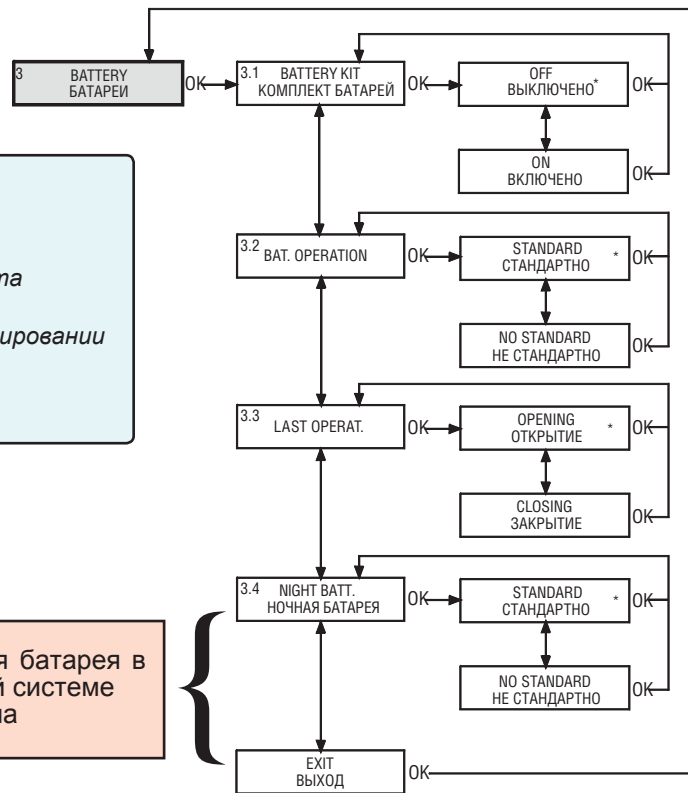 3 BATTERY
БАТАРЕИ
OK
3.1 BATTERY KIT
КОМПЛЕКТ БАТАРЕЙ
OK
OFF
ВЫКЛЮЧЕНО*
OK
ON
ВКЛЮЧЕНО
OK
та
ировании
3.2 BAT. OPERATION
OK
STANDARD
СТАНДАРТНО *
OK
NO STANDARD
НЕ СТАНДАРТНО
OK
3.3 LAST OPERAT.
OK
OPENING
ОТКРЫТИЕ *
OK
CLOSING
ЗАКРЫТИЕ
OK
3.4 NIGHT BATT.
НОЧНАЯ БАТАРЕЯ
OK
STANDARD
СТАНДАРТНО *
OK
NO STANDARD
НЕ СТАНДАРТНО
OK
я батарея в
й системе
на
EXIT
ВЫХОД
OK